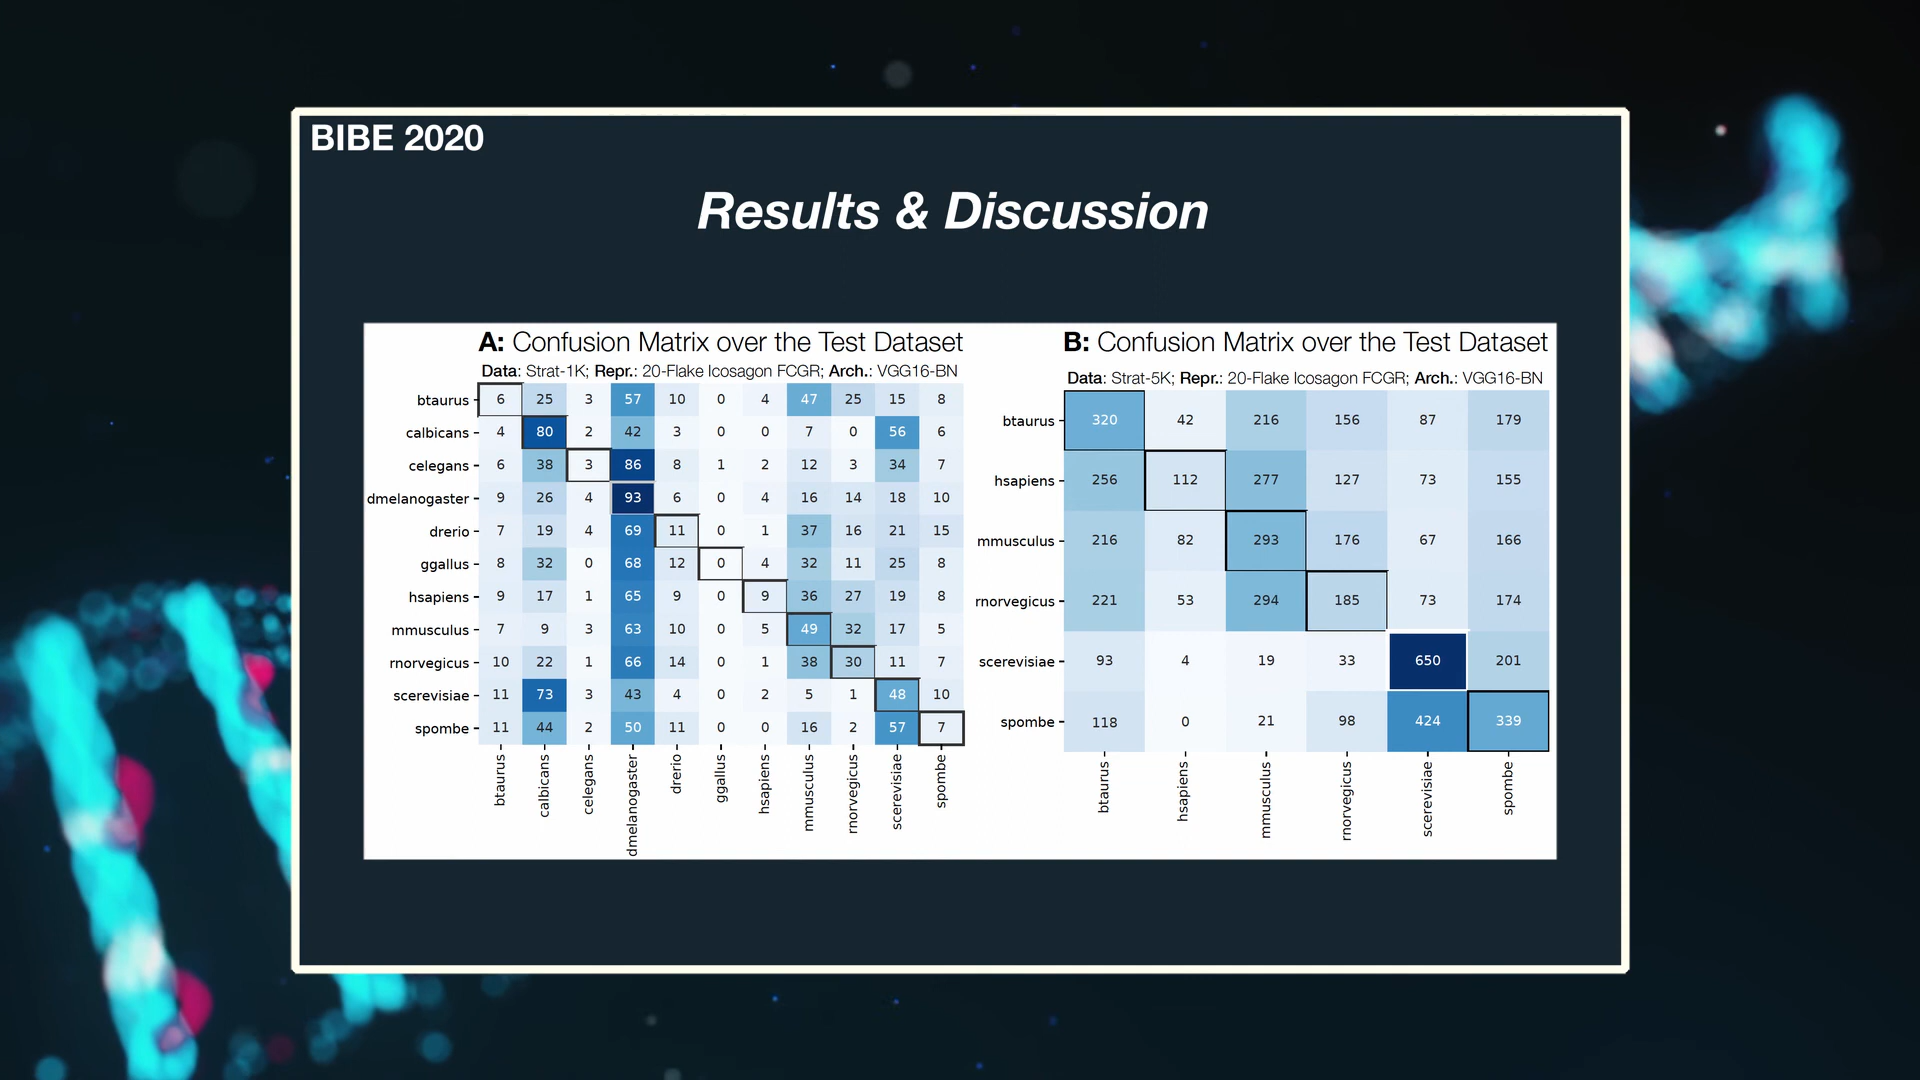 BIBE 2020
Results & Discussion
A: Confusion Matrix over the Test Dataset
Data: Strat-1K; Repr.: 20-Flake Icosagon FCGR; Arch.: VGG16-BN
btaurus 6 25 3 57 10 0 4 47 25 15 8
calbicans 4 80 2 42 3 0 0 7 0 56 6
celegans 6 38 3 86 8 1 2 12 3 34 7
dmelanogaster 9 26 4 93 6 0 4 16 14 18 10
drerio 7 19 4 69 11 0 1 37 16 21 15
ggallus 8 32 0 68 12 0 4 32 11 25 8
hsapiens 9 17 1 65 9 0 9 36 27 19 8
mmusculus 7 9 3 63 10 0 5 49 32 17 5
rnorvegicus 10 22 1 66 14 0 1 38 30 11 7
scerevisiae 11 73 3 43 4 0 2 5 1 48 10
spombe 11 44 2 50 11 0 0 16 2 57 7
btaurus calbicans celegans dmelanogaster drerio ggallus hsapiens mmusculus rnorvegicus scerevisiae spombe
B: Confusion Matrix over the Test Dataset
Data: Strat-5K; Repr.: 20-Flake Icosagon FCGR; Arch.: VGG16-BN
btaurus 320 42 216 156 87 179
hsapiens 256 112 277 127 73 155
mmusculus 216 82 293 176 67 166
rnorvegicus 221 53 294 185 73 174
scerevisiae 93 4 19 33 650 201
spombe 118 0 21 98 424 339
btaurus hsapiens mmusculus rnorvegicus scerevisiae spombe